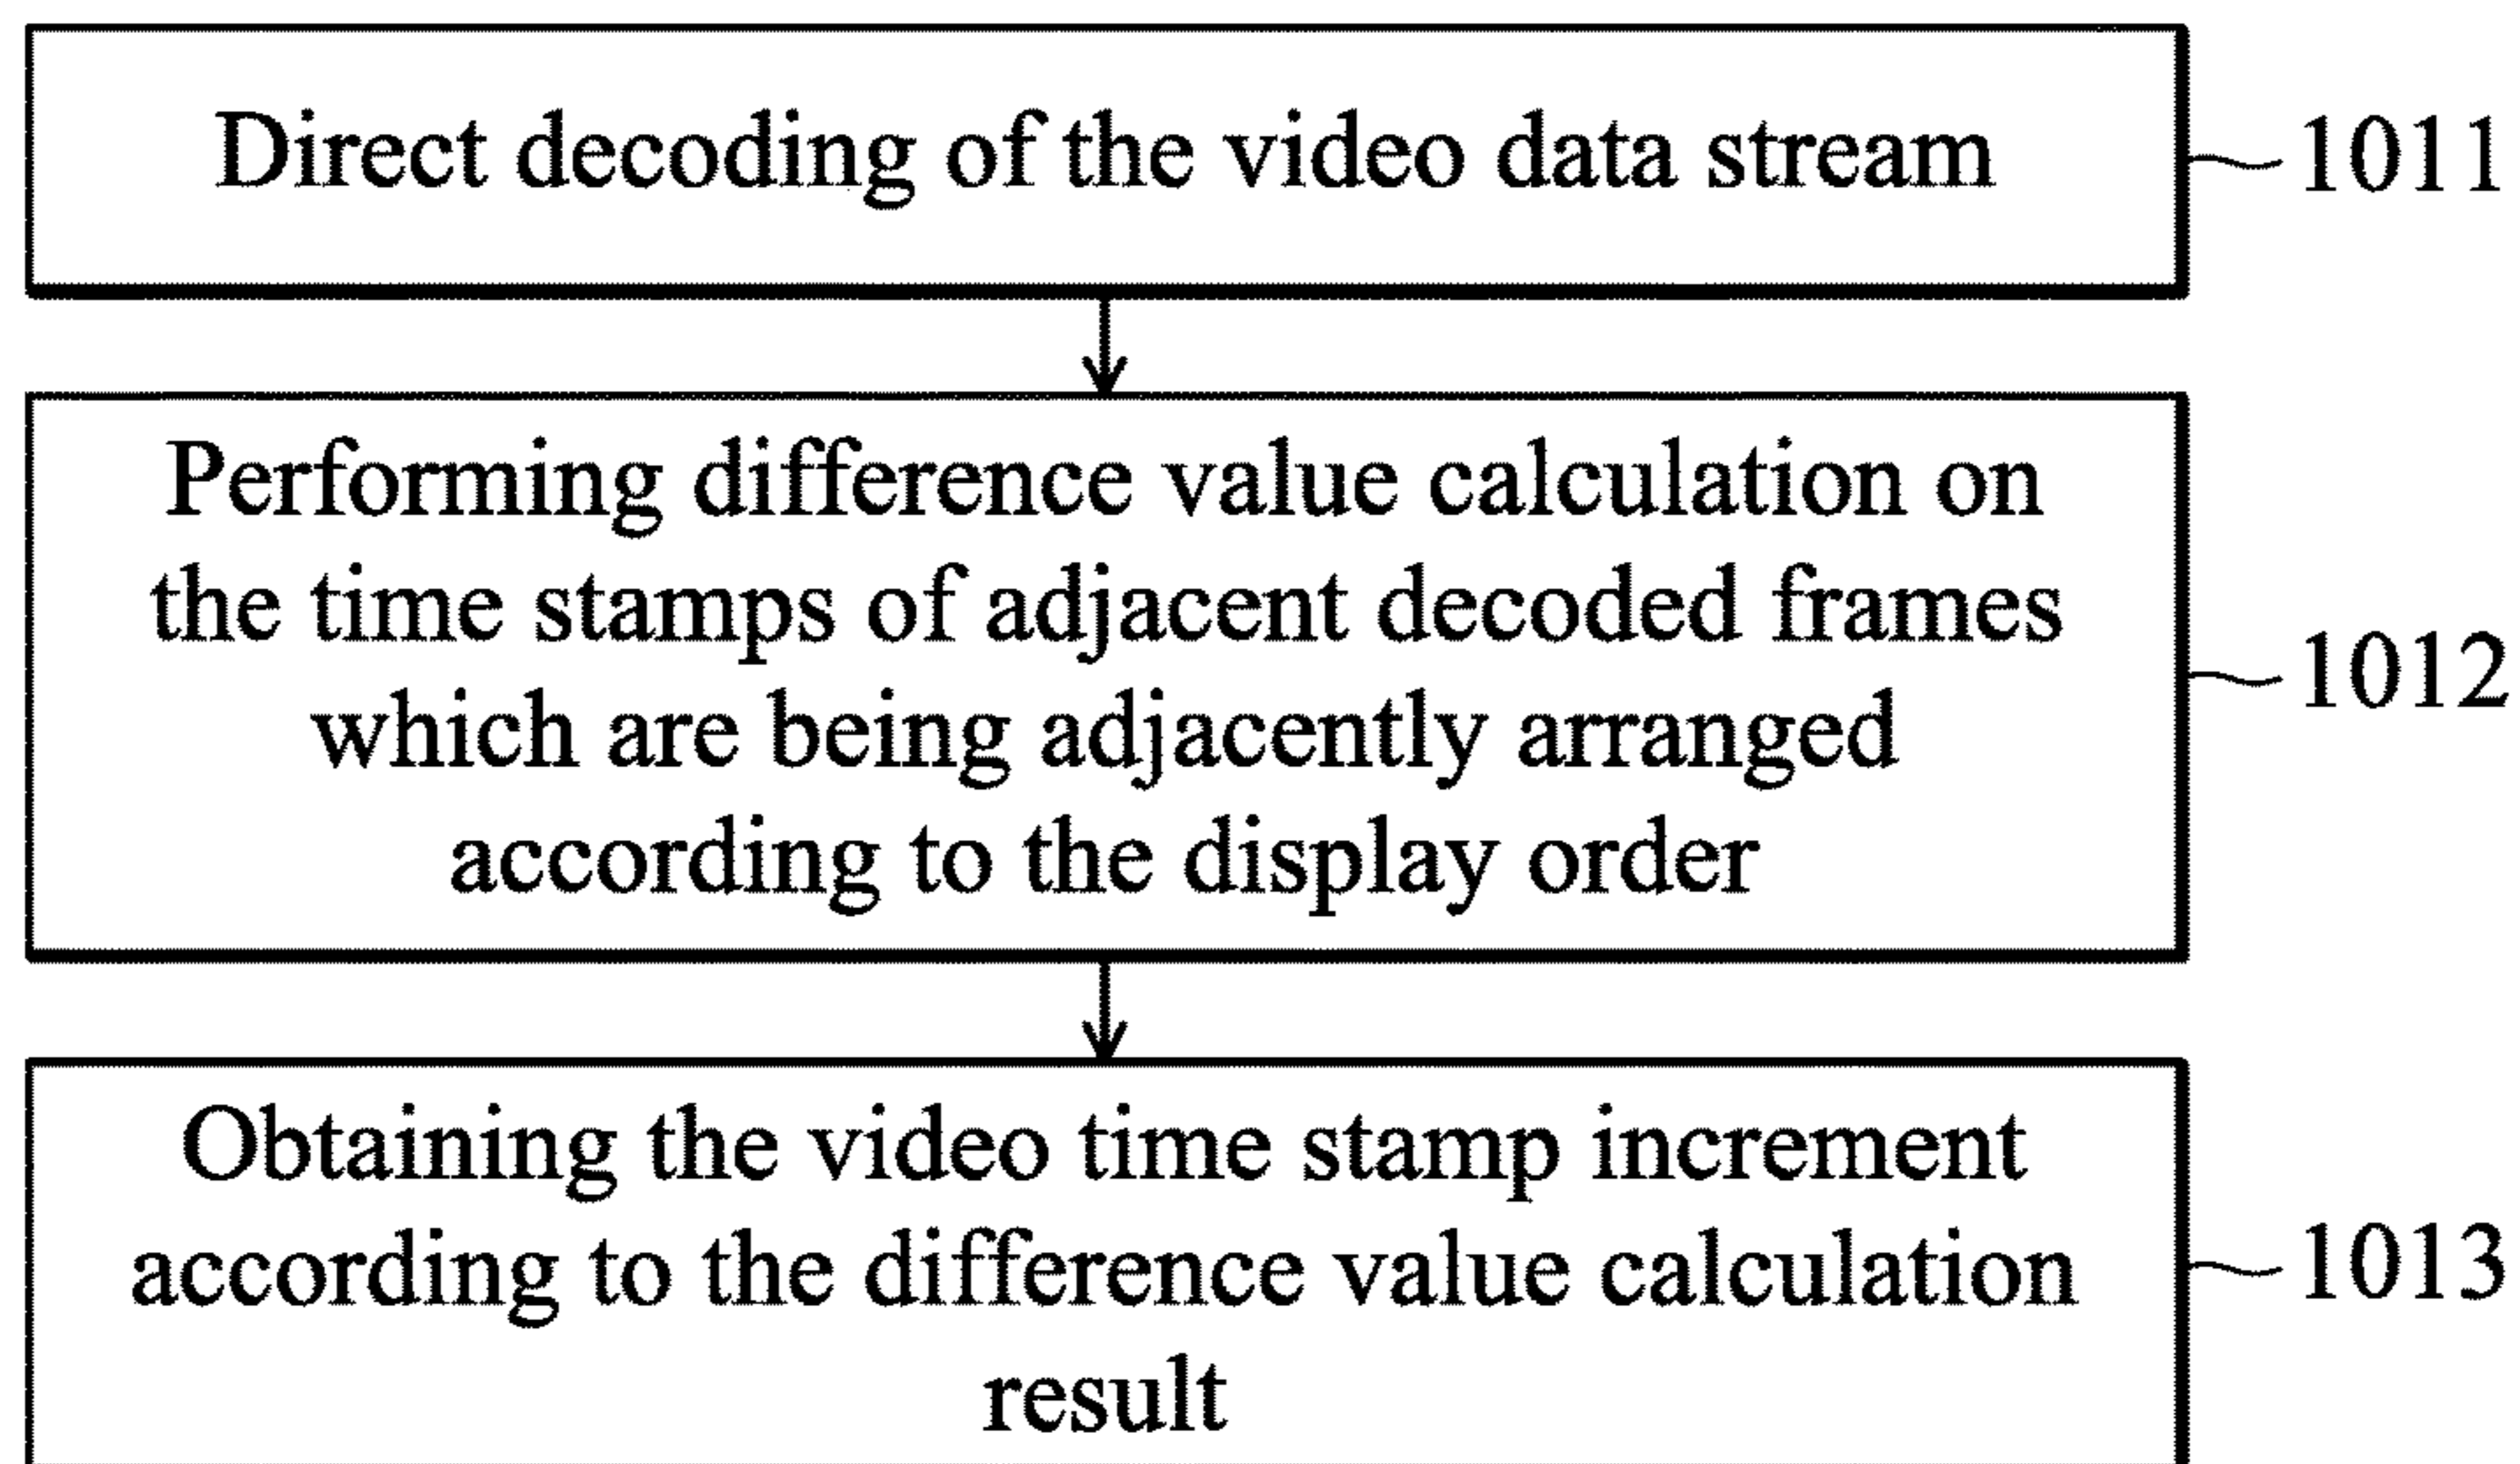 Direct decoding of the video data stream
1011
Performing difference value calculation on
the time stamps of adjacent decoded frames
which are being adjacently arranged
according to the display order
1012
Obtaining the video time stamp increment
according to the difference value calculation
result
1013